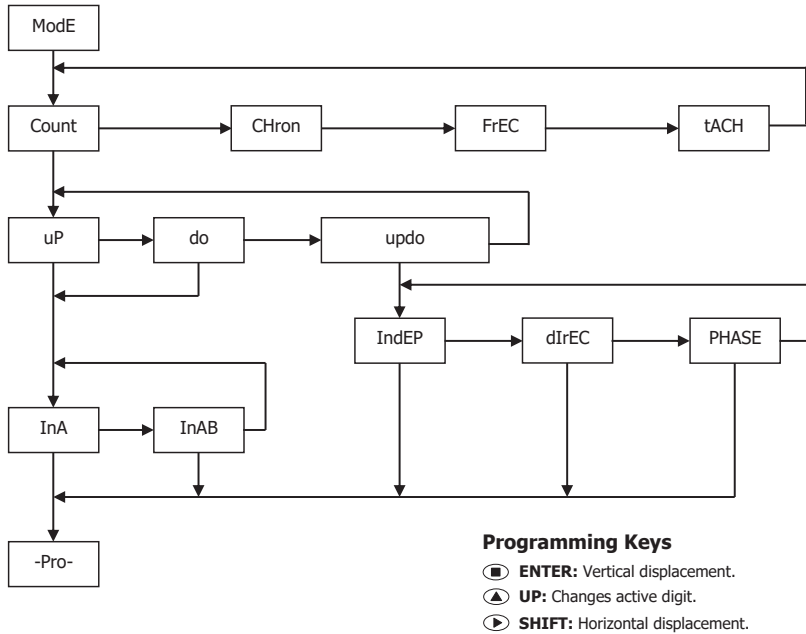 ModE
Count CHron FrEC tACH
uP do updo
IndEP dIrEC PHASE
InA InAB
-Pro-
Programming Keys
ENTER: Vertical displacement.
UP: Changes active digit.
SHIFT: Horizontal displacement.